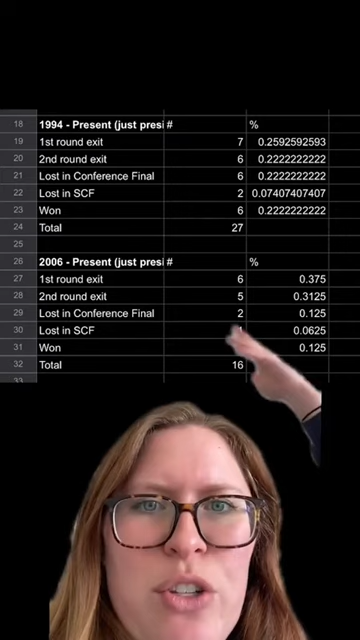 18 1994 - Present (just presi # %
19 1st round exit 7 0.2592592593
20 2nd round exit 6 0.2222222222
21 Lost in Conference Final 6 0.2222222222
22 Lost in SCF 2 0.07407407407
23 Won 6 0.2222222222
24 Total 27
25
26 2006 - Present (just presi # %
27 1st round exit 6 0.375
28 2nd round exit 5 0.3125
29 Lost in Conference Final 2 0.125
30 Lost in SCF 0.0625
31 Won 0.125
32 Total 16